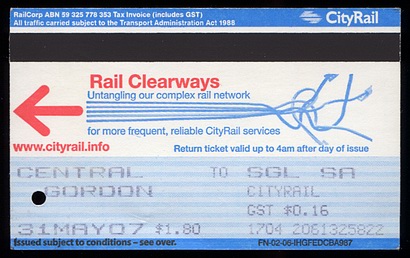 RailCorp ABN 59 325 778 353 Tax Invoice (includes GST)
All traffic carried subject to the Transport Administration Act 1988
CityRail
Rail Clearways
Untangling our complex rail network
for more frequent, reliable CityRail services
www.cityrail.info
Return ticket valid up to 4am after day of issue
CENTRAL TO SGL SA
GORDON CITYRAIL
GST $0.16
31MAY07 $1.80 1704 2061325822
Issued subject to conditions – see over.
FN-02-06-IHGFEDCBA987